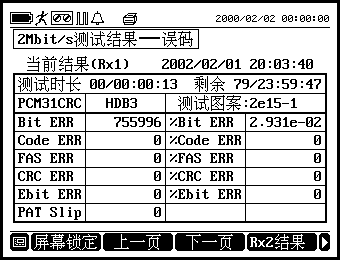 2000/02/02 00:00:00
2Mbit/s测试结果——误码
当前结果(Rx1) 2002/02/01 20:03:40
测试时长 00/00:00:13 剩余 79/23:59:47
PCM31CRC HDB3 测试图案:2e15-1
Bit ERR 755996 %Bit ERR 2.931e-02
Code ERR 0 %Code ERR 0
FAS ERR 0 %FAS ERR 0
CRC ERR 0 %CRC ERR 0
Ebit ERR 0 %Ebit ERR 0
PAT Slip 0
屏幕锁定 上一页 下一页 Rx2结果